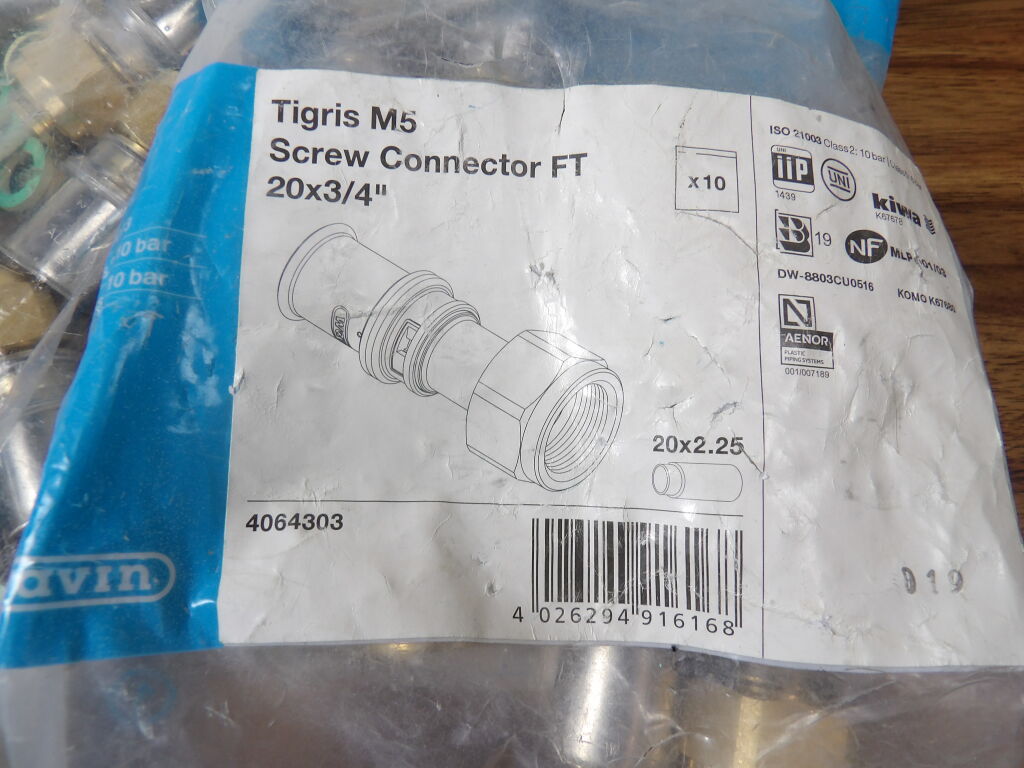 Tigris M5
Screw Connector FT
20x3/4"
x10
20x2.25
4064303
4 026294 916168
ISO 21003 Class2: 10 bar
UNI
iiP
1439
UNI
kiwa
K67678
19
NF
DW-8803CU0516
KOMO K67680
AENOR
PLASTIC
PIPING SYSTEMS
001/007189
019
10 bar
10 bar
avin